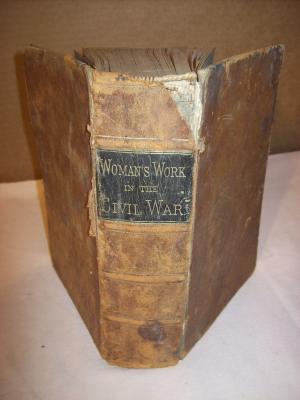 WOMAN'S WORK
IN THE
CIVIL WAR